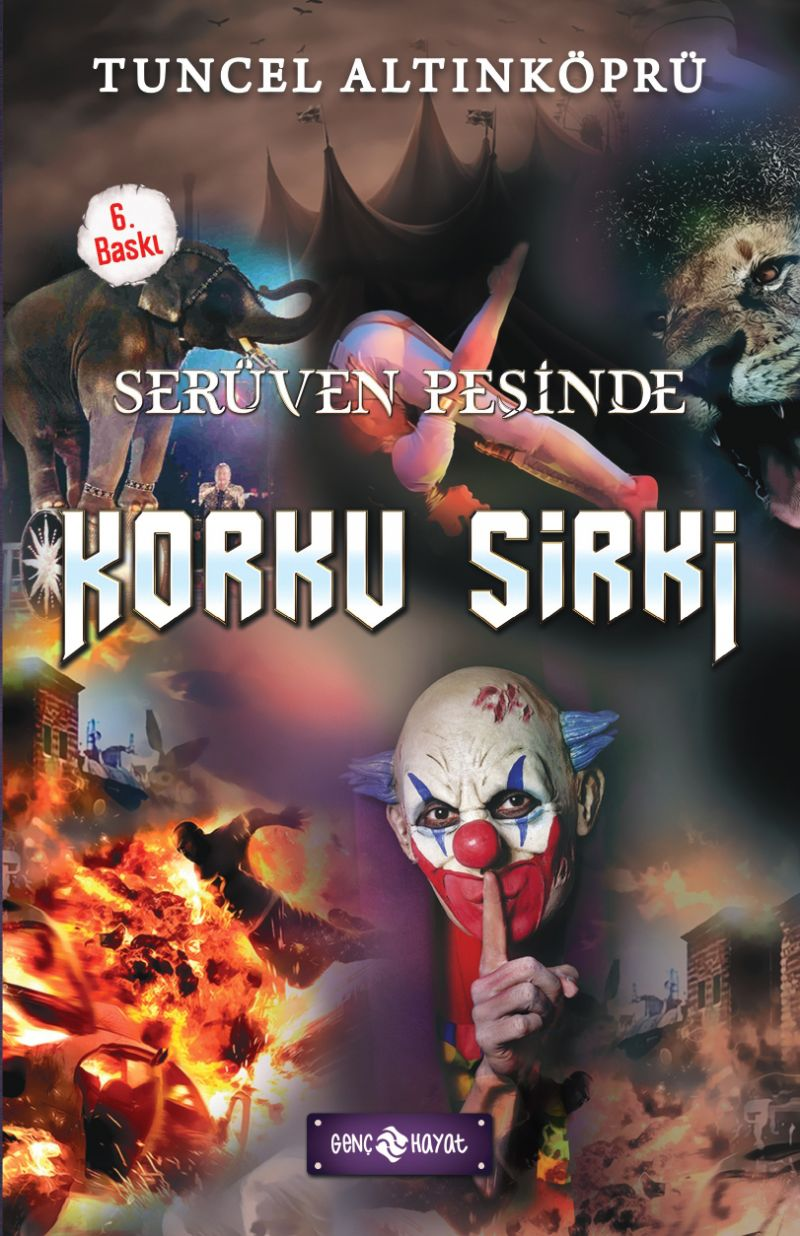 TUNCEL ALTINKÖPRÜ
6.
Baskı
SERÜVEN PEŞİNDE
KORKU SİRKİ
GENÇ HAYAT